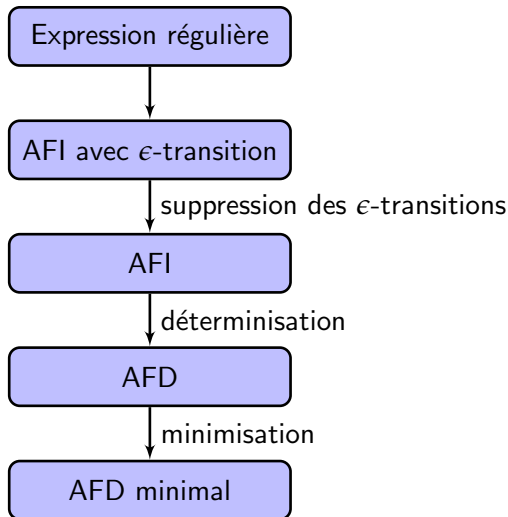 Expression régulière
AFI avec ϵ-transition
suppression des ϵ-transitions
AFI
déterminisation
AFD
minimisation
AFD minimal